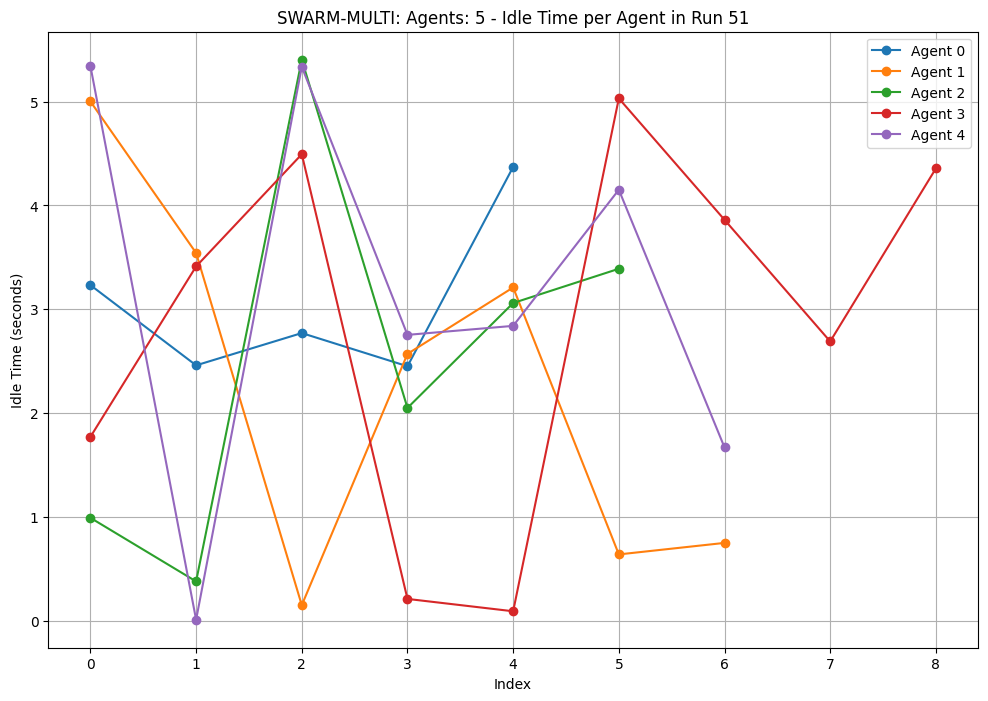 SWARM-MULTI: Agents: 5 - Idle Time per Agent in Run 51
Agent 0
Agent 1
Agent 2
Agent 3
Agent 4
Idle Time (seconds)
5
4
3
2
1
0
0 1 2 3 4 5 6 7 8
Index